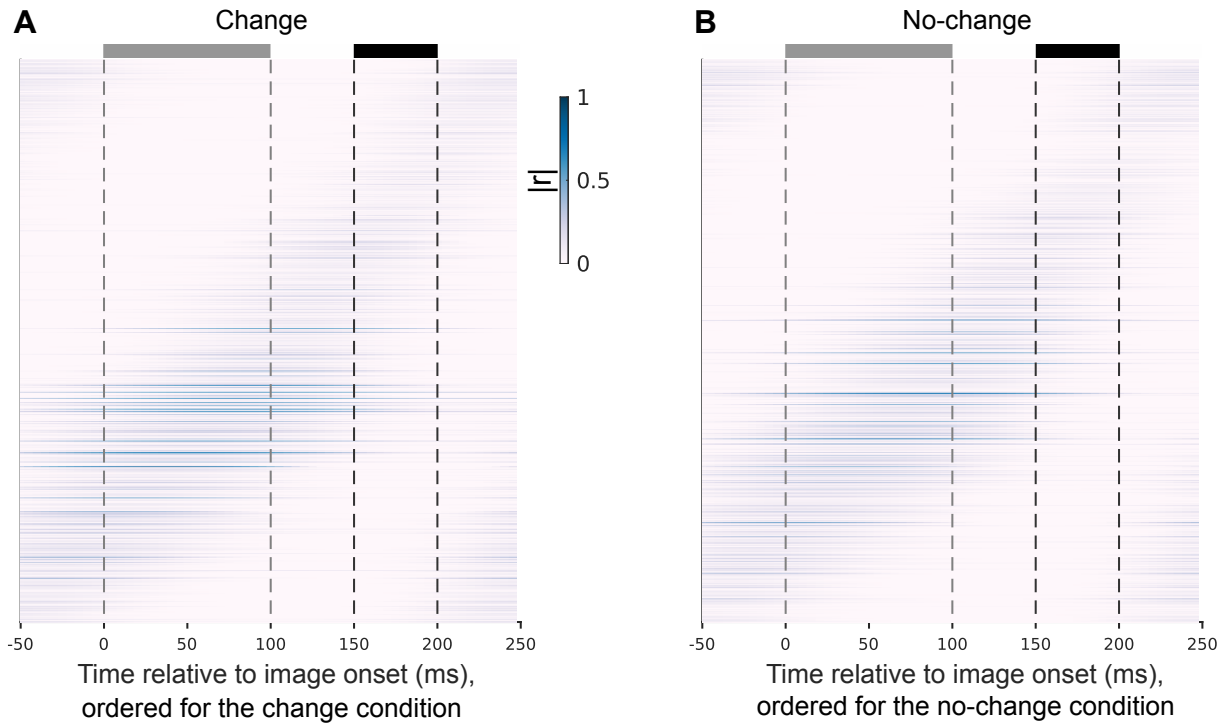 A
Change
B
No-change
1
|r|
0.5
0
-50
0
50
100
150
200
250
-50
0
50
100
150
200
250
Time relative to image onset (ms),
ordered for the change condition
Time relative to image onset (ms),
ordered for the no-change condition